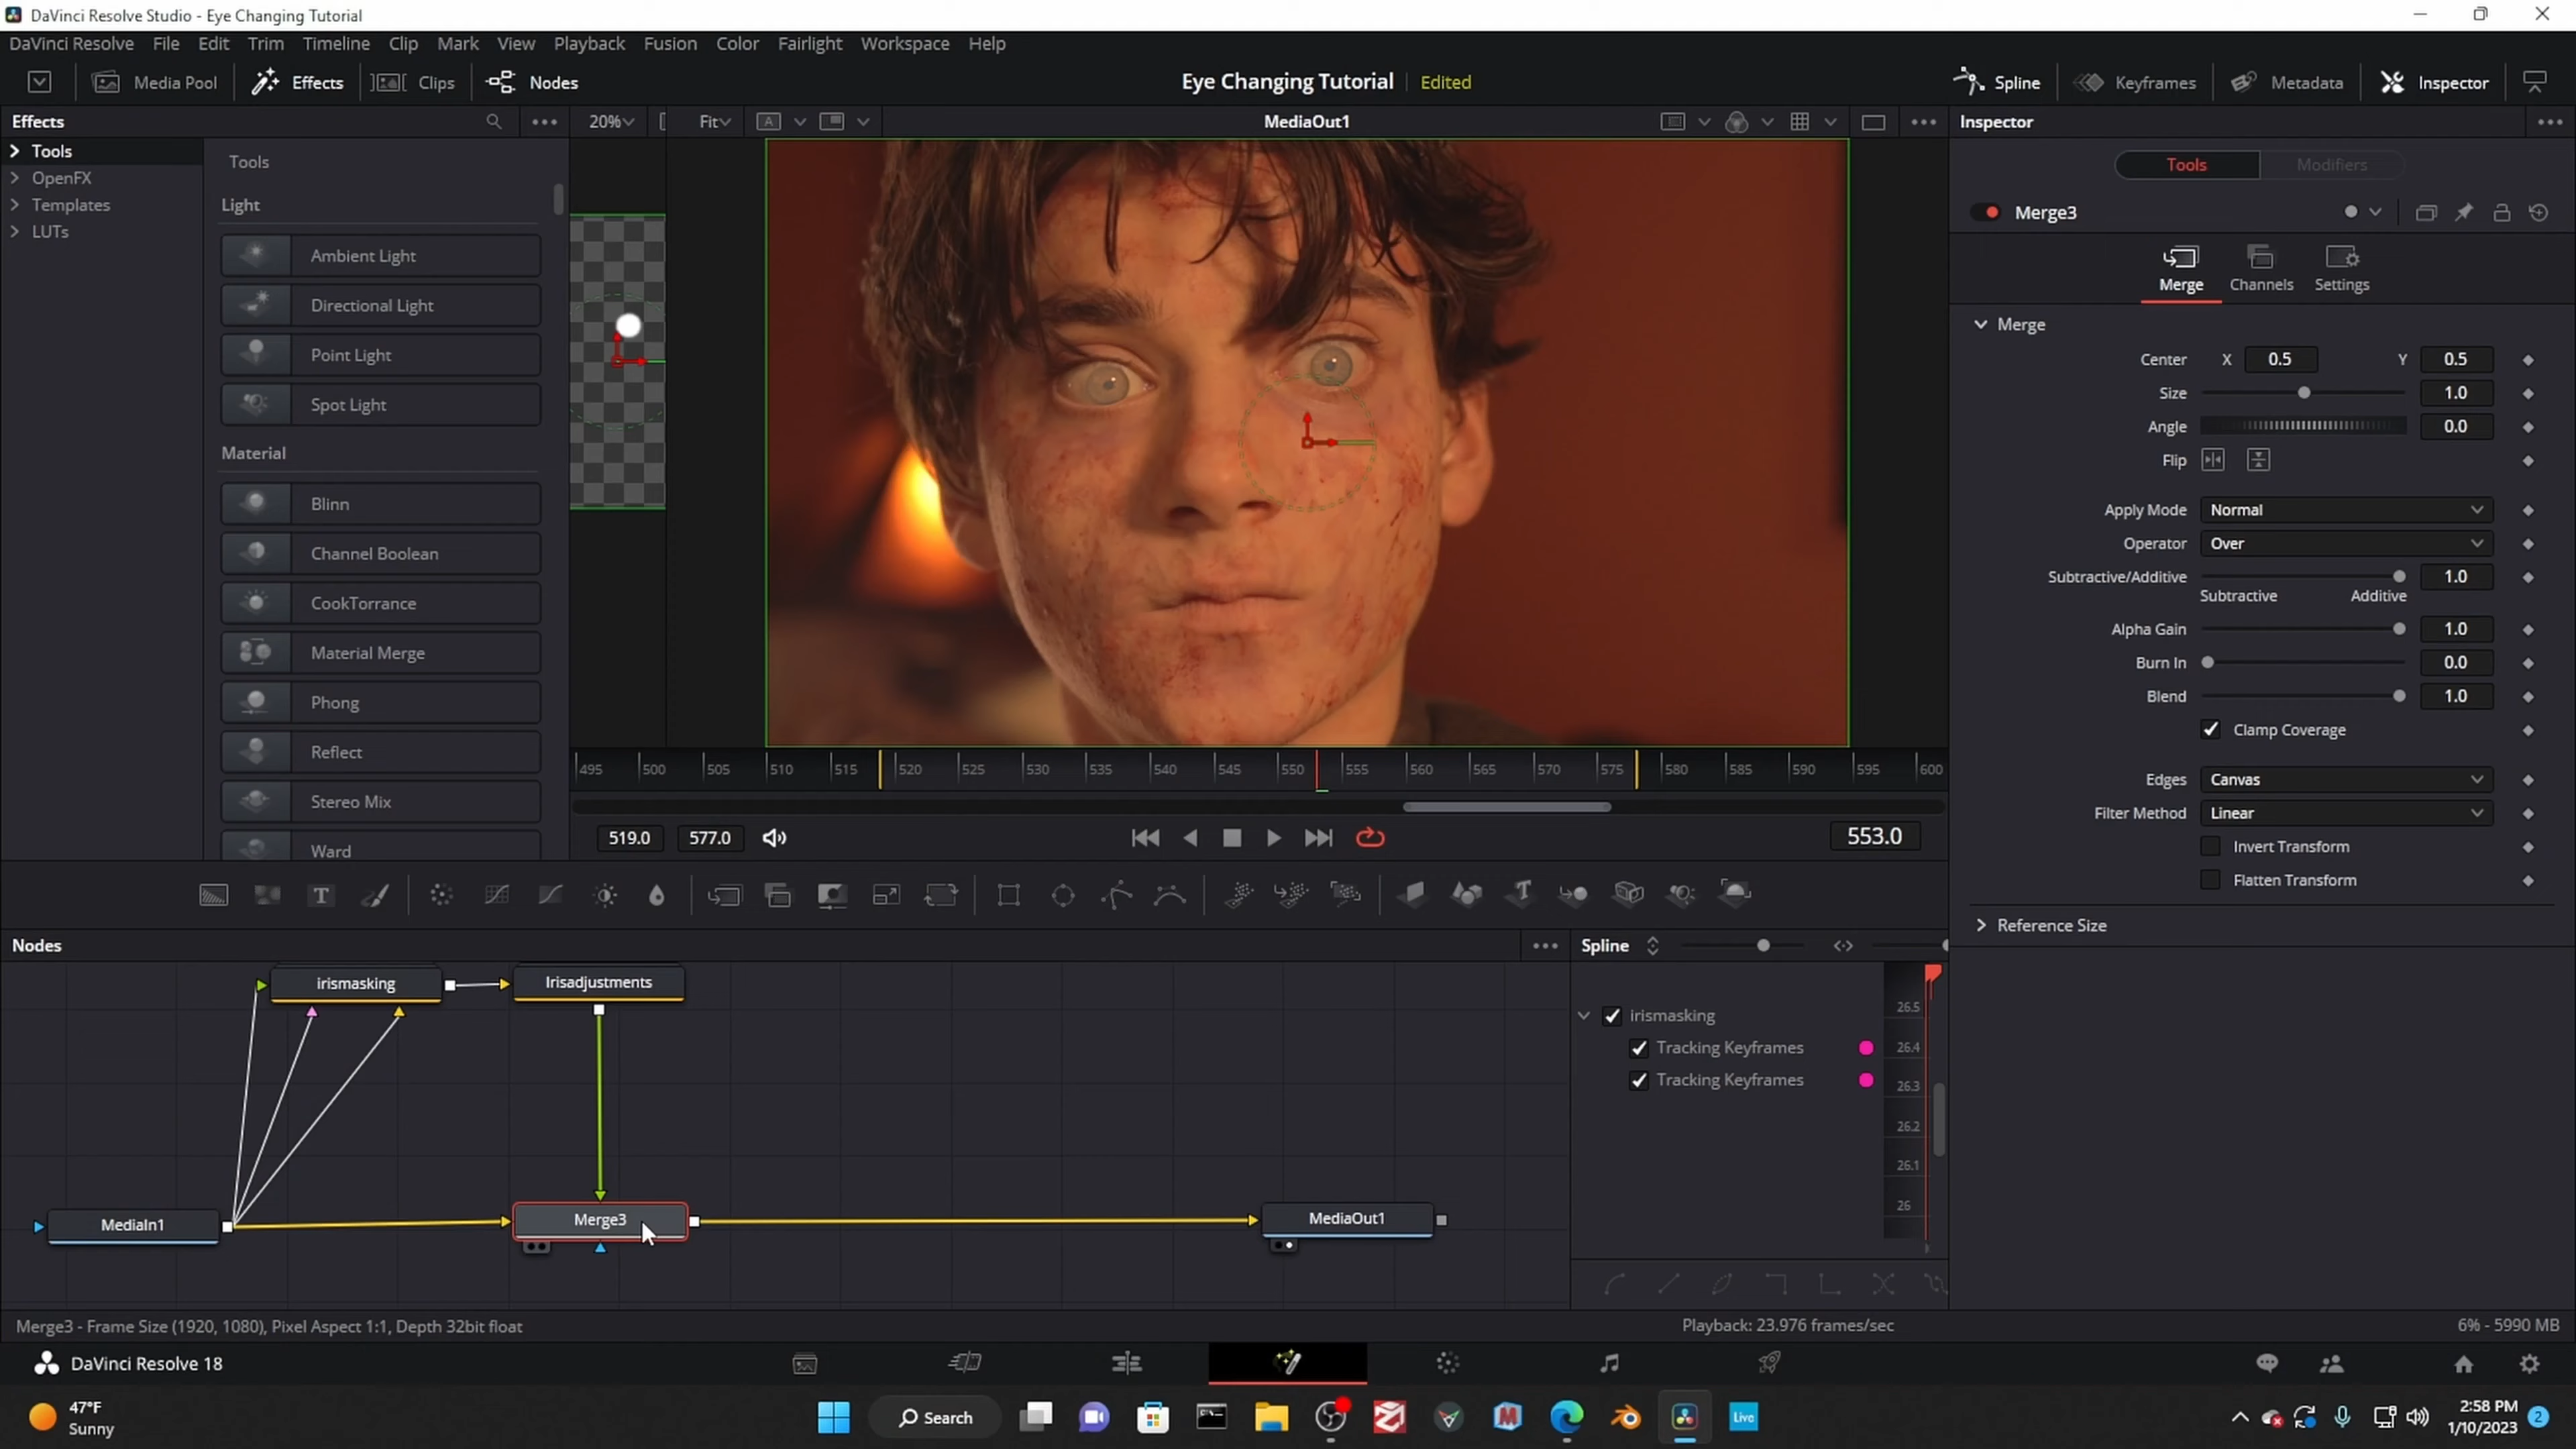 DaVinci Resolve Studio - Eye Changing Tutorial
DaVinci Resolve File Edit Trim Timeline Clip Mark View Playback Fusion Color Fairlight Workspace Help
Media Pool Effects Clips Nodes Eye Changing Tutorial Edited Spline Keyframes Metadata Inspector
Effects 20% Fit A MediaOut1 Inspector
Tools
OpenFX
Templates
LUTs
Tools
Light
Ambient Light
Directional Light
Point Light
Spot Light
Material
Blinn
Channel Boolean
CookTorrance
Material Merge
Phong
Reflect
Stereo Mix
Ward
495 500 505 510 515 520 525 530 535 540 545 550 555 560 565 570 575 580 585 590 595 600
519.0 577.0 553.0
Tools Modifiers
Merge3
Merge Channels Settings
Merge
Center X 0.5 Y 0.5
Size 1.0
Angle 0.0
Flip
Apply Mode Normal
Operator Over
Subtractive/Additive 1.0
Subtractive Additive
Alpha Gain 1.0
Burn In 0.0
Blend 1.0
Clamp Coverage
Edges Canvas
Filter Method Linear
Invert Transform
Flatten Transform
Reference Size
T T
Nodes
irismasking Irisadjustments
MediaIn1 Merge3 MediaOut1
Spline
irismasking
Tracking Keyframes
Tracking Keyframes
26.5
26.4
26.3
26.2
26.1
26
Merge3 - Frame Size (1920, 1080), Pixel Aspect 1:1, Depth 32bit float Playback: 23.976 frames/sec 6% - 5990 MB
DaVinci Resolve 18
47°F
Sunny
Search
Live
2:58 PM
1/10/2023
2